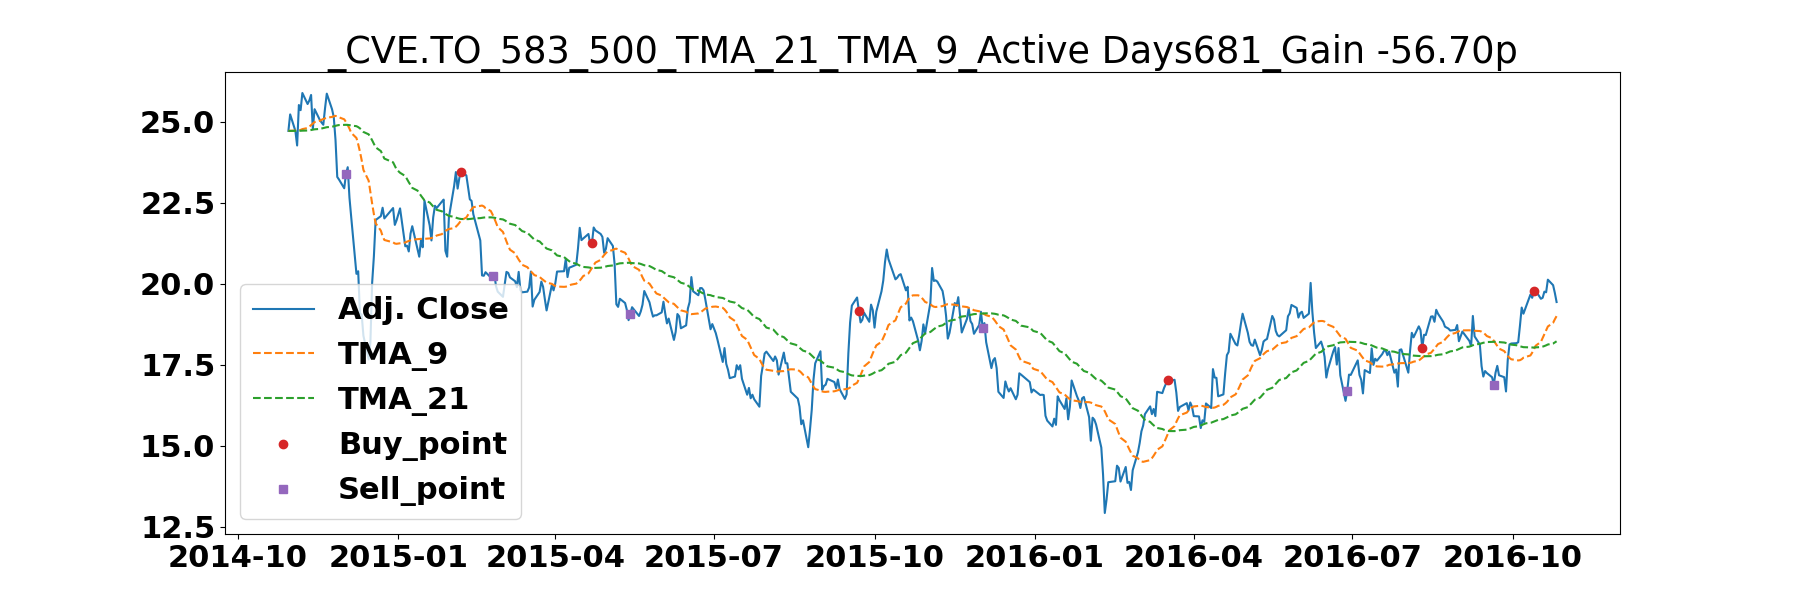 _CVE.TO_583_500_TMA_21_TMA_9_Active Days681_Gain -56.70p
25.0
22.5
20.0
17.5
15.0
12.5
Adj. Close
TMA_9
TMA_21
Buy_point
Sell_point
2014-10 2015-01 2015-04 2015-07 2015-10 2016-01 2016-04 2016-07 2016-10